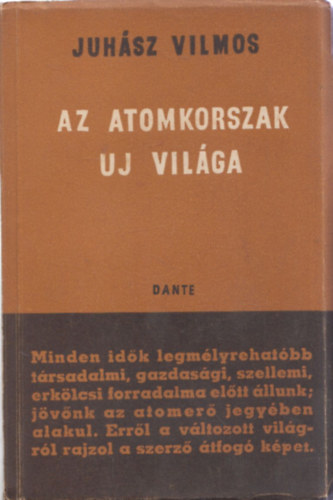 JUHÁSZ VILMOS
AZ ATOMKORSZAK
UJ VILÁGA
DANTE
Minden idők legmélyrehatóbb
társadalmi, gazdasági, szellemi,
erkölcsi forradalma előtt állunk;
jövőnk az atomerő jegyében
alakul. Erről a változott világ-
ról rajzol a szerző átfogó képet.